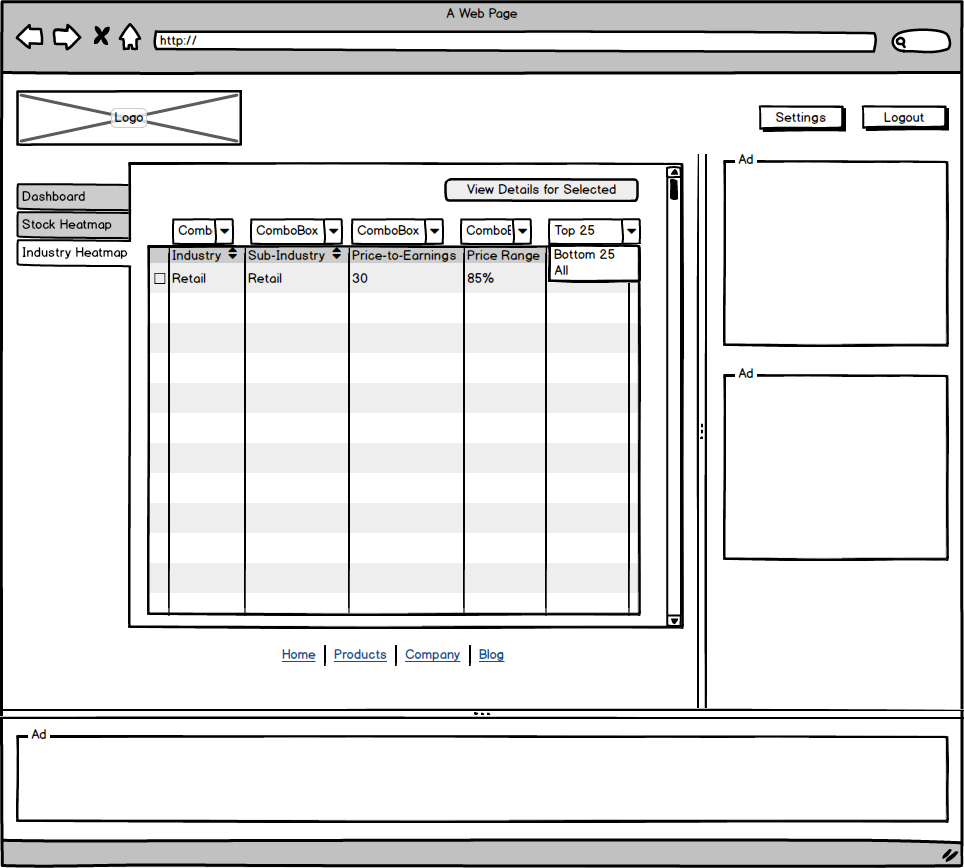 A Web Page
http://
Logo
Settings
Logout
Ad
Dashboard
Stock Heatmap
Industry Heatmap
View Details for Selected
Comb
ComboBox
ComboBox
ComboB
Top 25
Bottom 25
All
Industry
Sub-Industry
Price-to-Earnings
Price Range
Retail
Retail
30
85%
Ad
Home
Products
Company
Blog
Ad